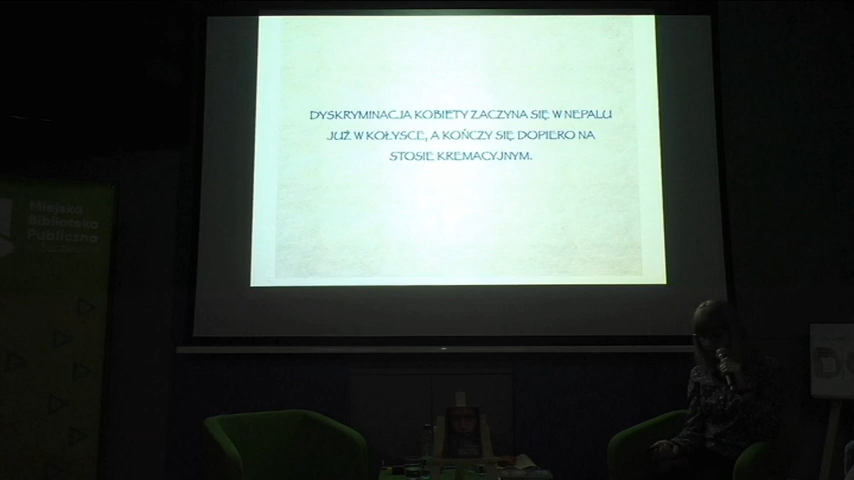 DYSKRYMINACJA KOBIETY ZACZYNA SIĘ W NEPALU
JUŻ W KOŁYSCE, A KOŃCZY SIĘ DOPIERO NA
STOSIE KREMACYJNYM.
Miejska
Biblioteka
Publiczna